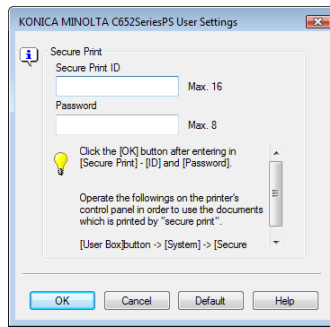 KONICA MINOLTA C652SeriesPS User Settings
Secure Print
Secure Print ID
Max. 16
Password
Max. 8
Click the [OK] button after entering in
[Secure Print] - [ID] and [Password].
Operate the followings on the printer's
control panel in order to use the documents
which is printed by "secure print".
[User Box]button -> [System] -> [Secure
OK
Cancel
Default
Help